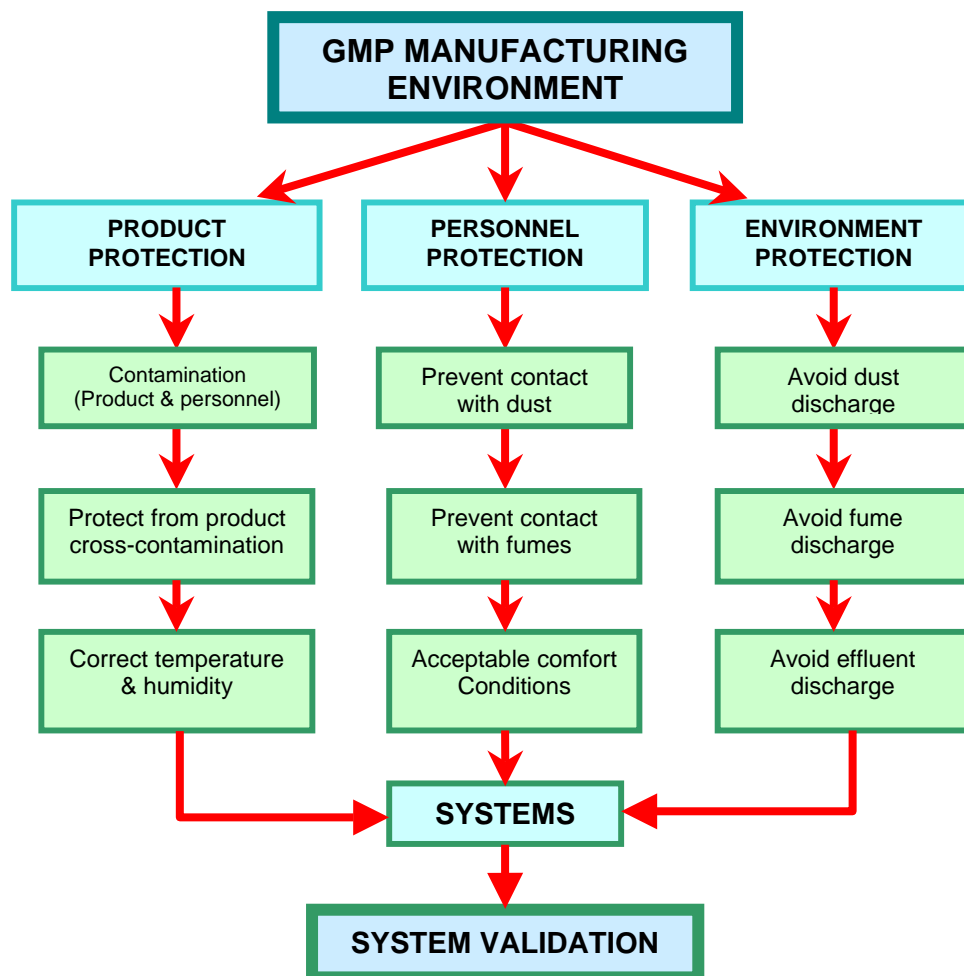 GMP MANUFACTURING
ENVIRONMENT
PRODUCT
PROTECTION
PERSONNEL
PROTECTION
ENVIRONMENT
PROTECTION
Contamination
(Product & personnel)
Prevent contact
with dust
Avoid dust
discharge
Protect from product
cross-contamination
Prevent contact
with fumes
Avoid fume
discharge
Correct temperature
& humidity
Acceptable comfort
Conditions
Avoid effluent
discharge
SYSTEMS
SYSTEM VALIDATION